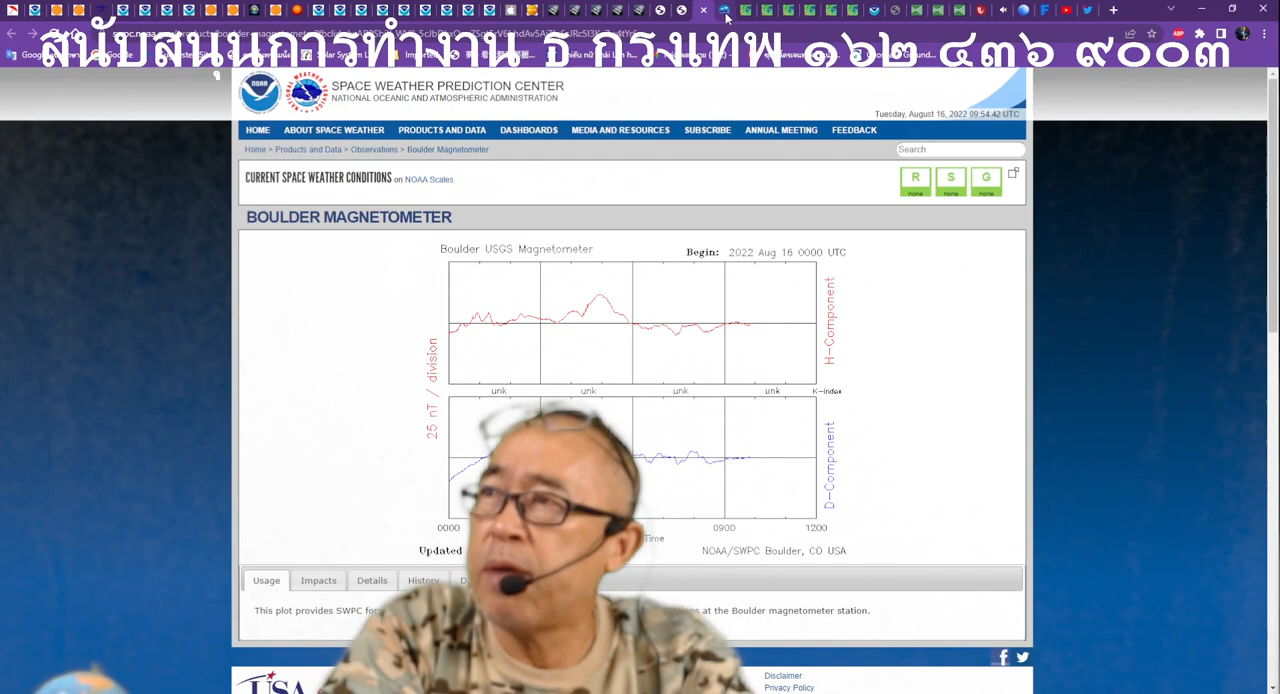 สนับสนุนการทำงาน ธ กรุงเทพ ๑๖๒ ๔๓๖ ๙๐๐๓
SPACE WEATHER PREDICTION CENTER
NATIONAL OCEANIC AND ATMOSPHERIC ADMINISTRATION
Tuesday, August 16, 2022 09:54:42 UTC
HOME ABOUT SPACE WEATHER PRODUCTS AND DATA DASHBOARDS MEDIA AND RESOURCES SUBSCRIBE ANNUAL MEETING FEEDBACK
Home > Products and Data > Observations > Boulder Magnetometer
Search
CURRENT SPACE WEATHER CONDITIONS on NOAA Scales
R S G
none none none
BOULDER MAGNETOMETER
Boulder USGS Magnetometer
Begin: 2022 Aug 16 0000 UTC
H-Component
unk unk unk unk K-index
25 nT / division
D-Component
0000 0900 1200
Time
Updated
NOAA/SWPC Boulder, CO USA
Usage Impacts Details History D
This plot provides SWPC at the Boulder magnetometer station.
Disclaimer
Privacy Policy
USA